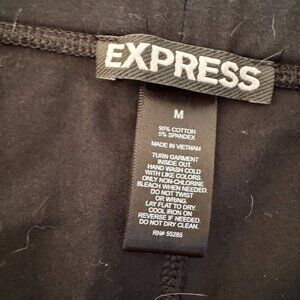 EXPRESS
M
95% COTTON
5% SPANDEX
MADE IN VIETNAM
TURN GARMENT
INSIDE OUT.
HAND WASH COLD
WITH LIKE COLORS.
ONLY NON-CHLORINE
BLEACH WHEN NEEDED.
DO NOT TWIST
OR WRING.
LAY FLAT TO DRY.
COOL IRON ON
REVERSE IF NEEDED.
DO NOT DRY CLEAN.
RN# 55285